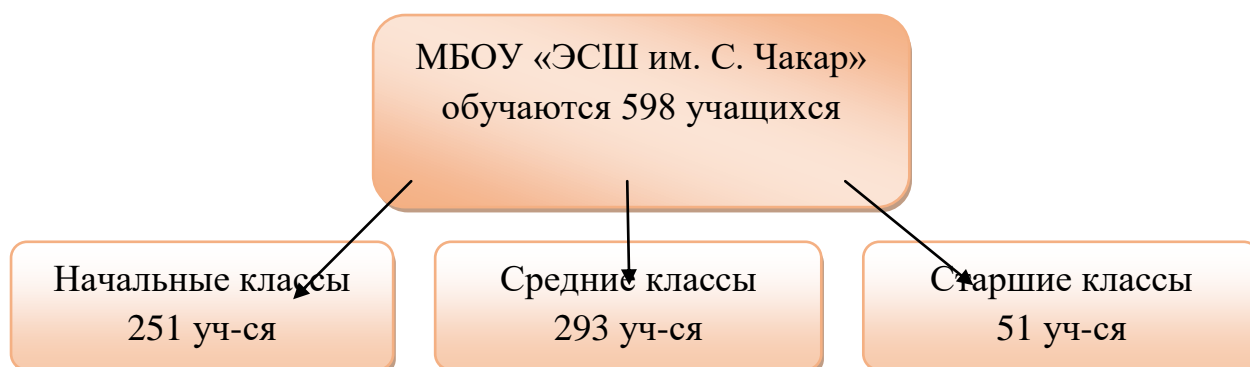 МБОУ «ЭСШ им. С. Чакар»
обучаются 598 учащихся
Начальные классы
251 уч-ся
Средние классы
293 уч-ся
Старшие классы
51 уч-ся